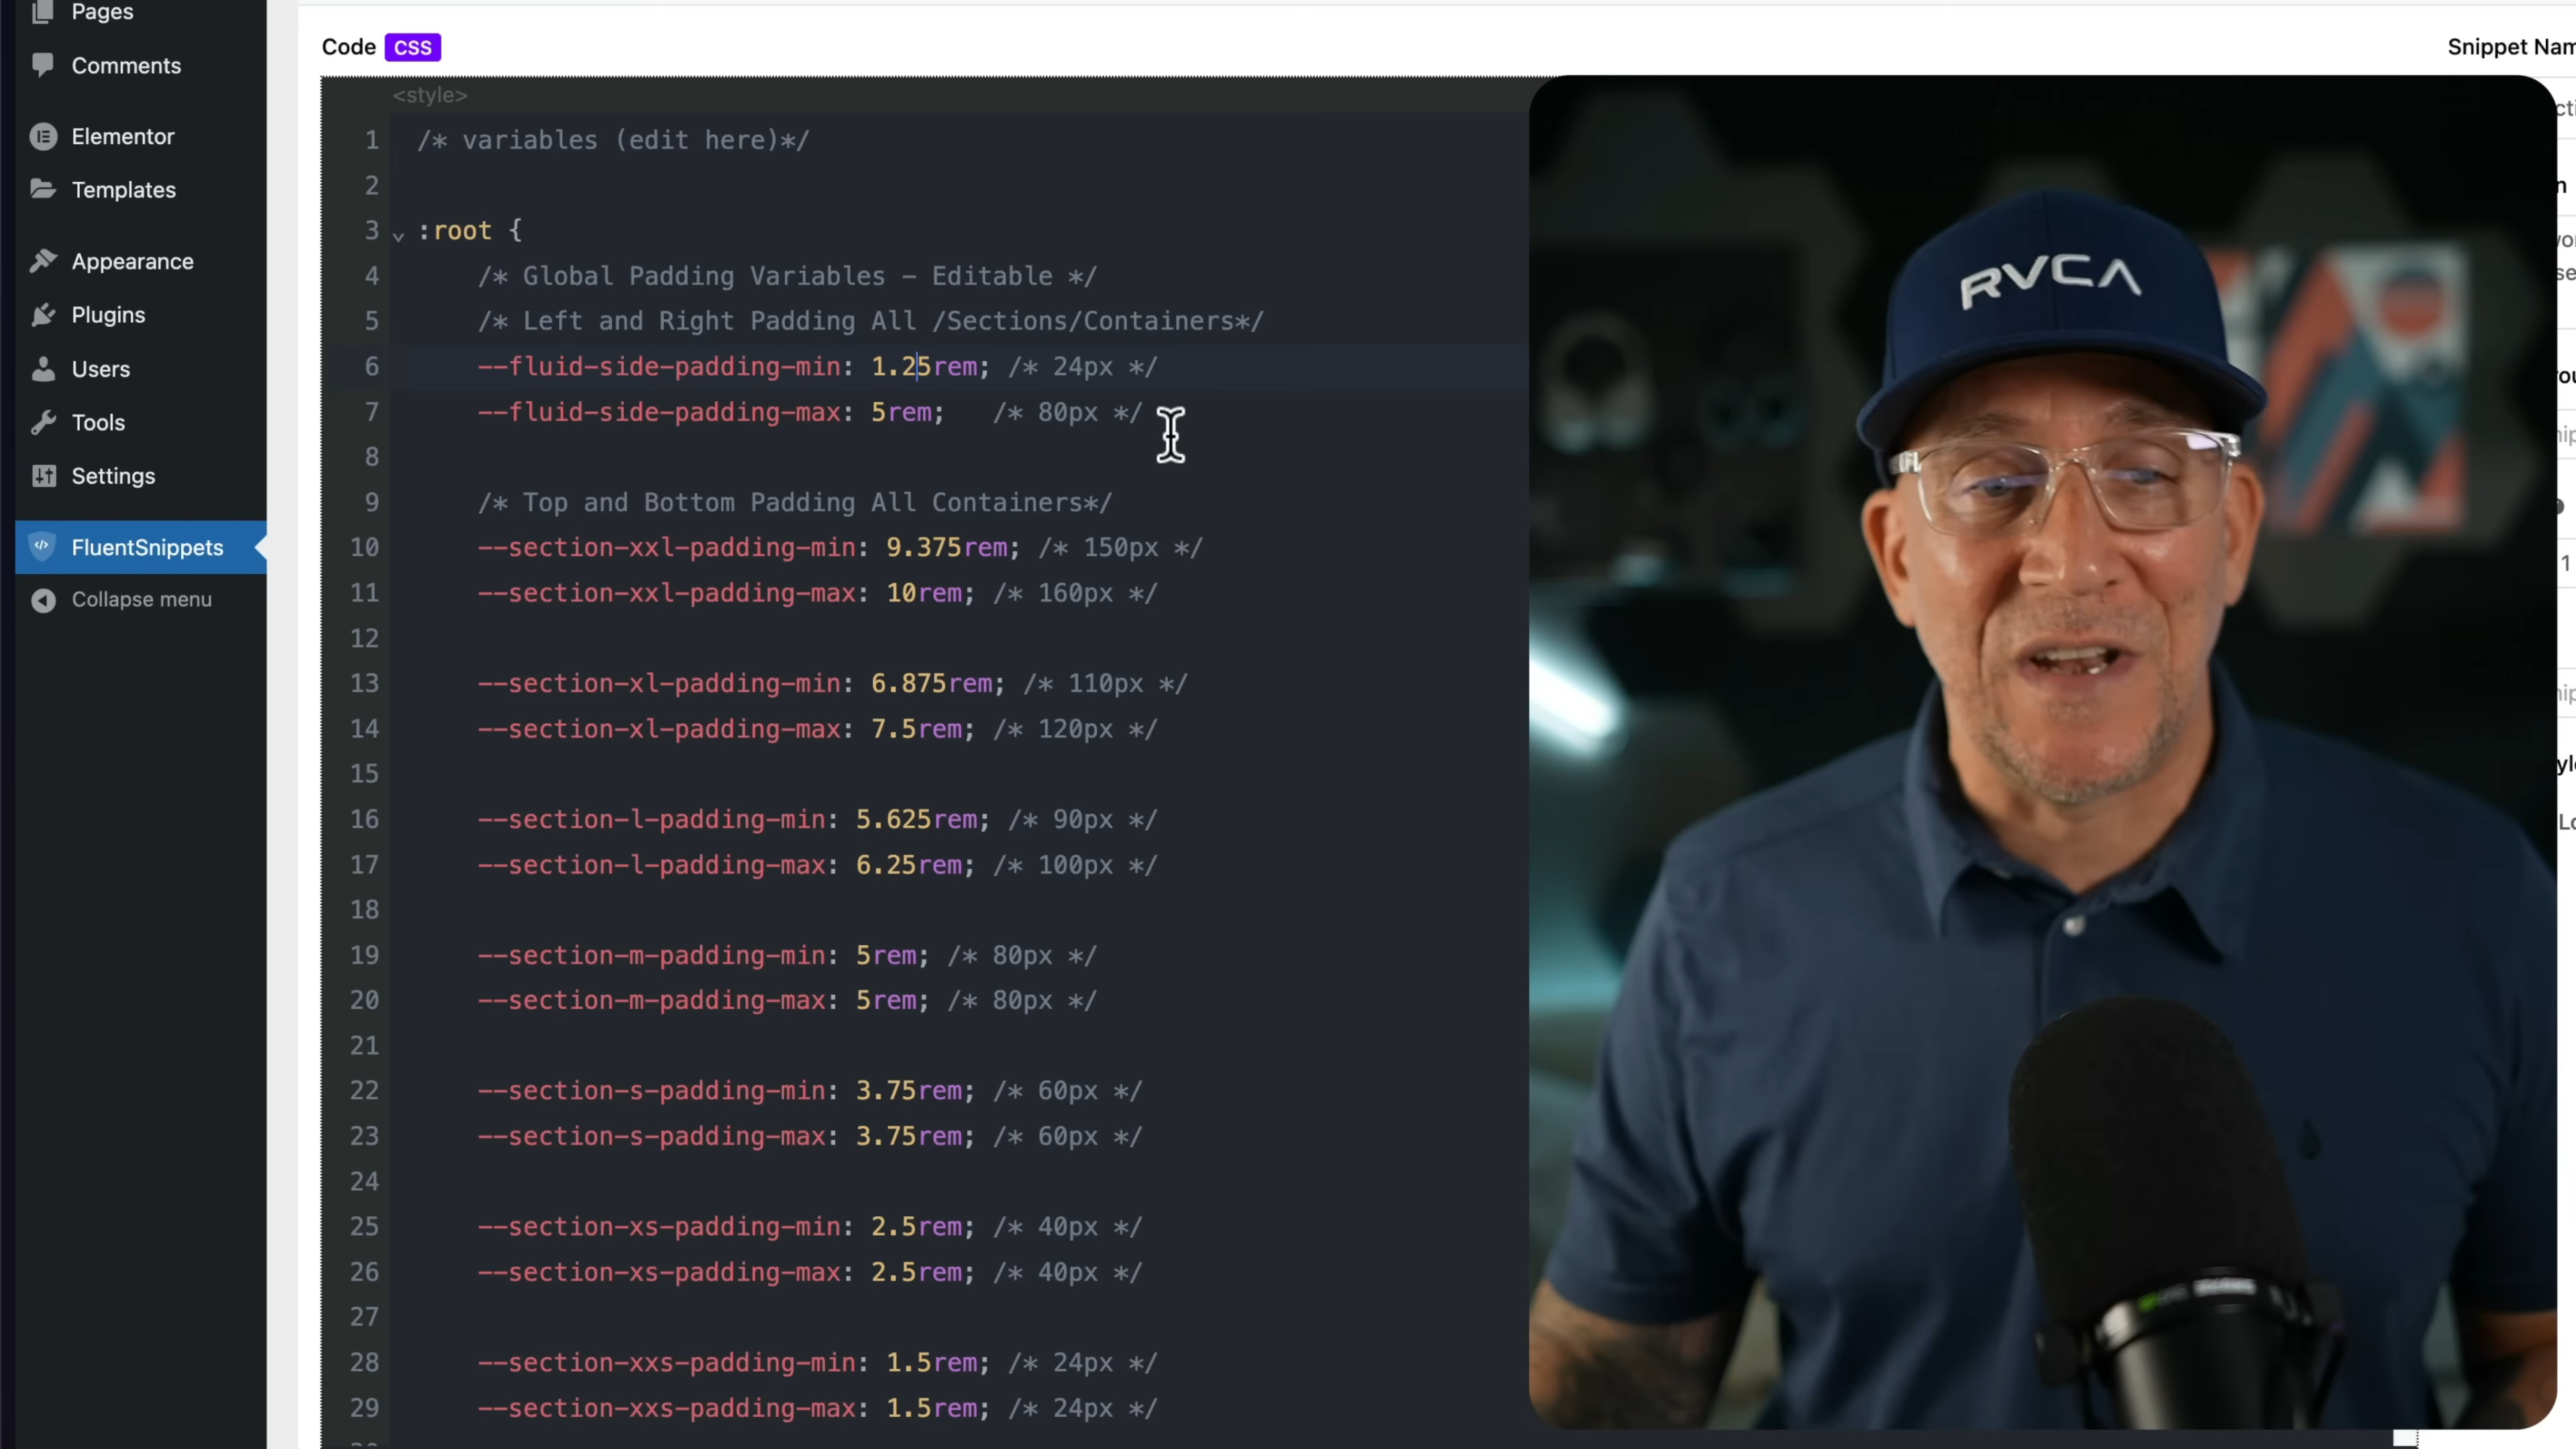 Pages
Comments
Elementor
Templates
Appearance
Plugins
Users
Tools
Settings
FluentSnippets
Collapse menu
Code CSS
Snippet Nam
<style>
1 /* variables (edit here)*/
2
3 :root {
4 /* Global Padding Variables – Editable */
5 /* Left and Right Padding All /Sections/Containers*/
6 --fluid-side-padding-min: 1.25rem; /* 24px */
7 --fluid-side-padding-max: 5rem; /* 80px */
8
9 /* Top and Bottom Padding All Containers*/
10 --section-xxl-padding-min: 9.375rem; /* 150px */
11 --section-xxl-padding-max: 10rem; /* 160px */
12
13 --section-xl-padding-min: 6.875rem; /* 110px */
14 --section-xl-padding-max: 7.5rem; /* 120px */
15
16 --section-l-padding-min: 5.625rem; /* 90px */
17 --section-l-padding-max: 6.25rem; /* 100px */
18
19 --section-m-padding-min: 5rem; /* 80px */
20 --section-m-padding-max: 5rem; /* 80px */
21
22 --section-s-padding-min: 3.75rem; /* 60px */
23 --section-s-padding-max: 3.75rem; /* 60px */
24
25 --section-xs-padding-min: 2.5rem; /* 40px */
26 --section-xs-padding-max: 2.5rem; /* 40px */
27
28 --section-xxs-padding-min: 1.5rem; /* 24px */
29 --section-xxs-padding-max: 1.5rem; /* 24px */
RVCA